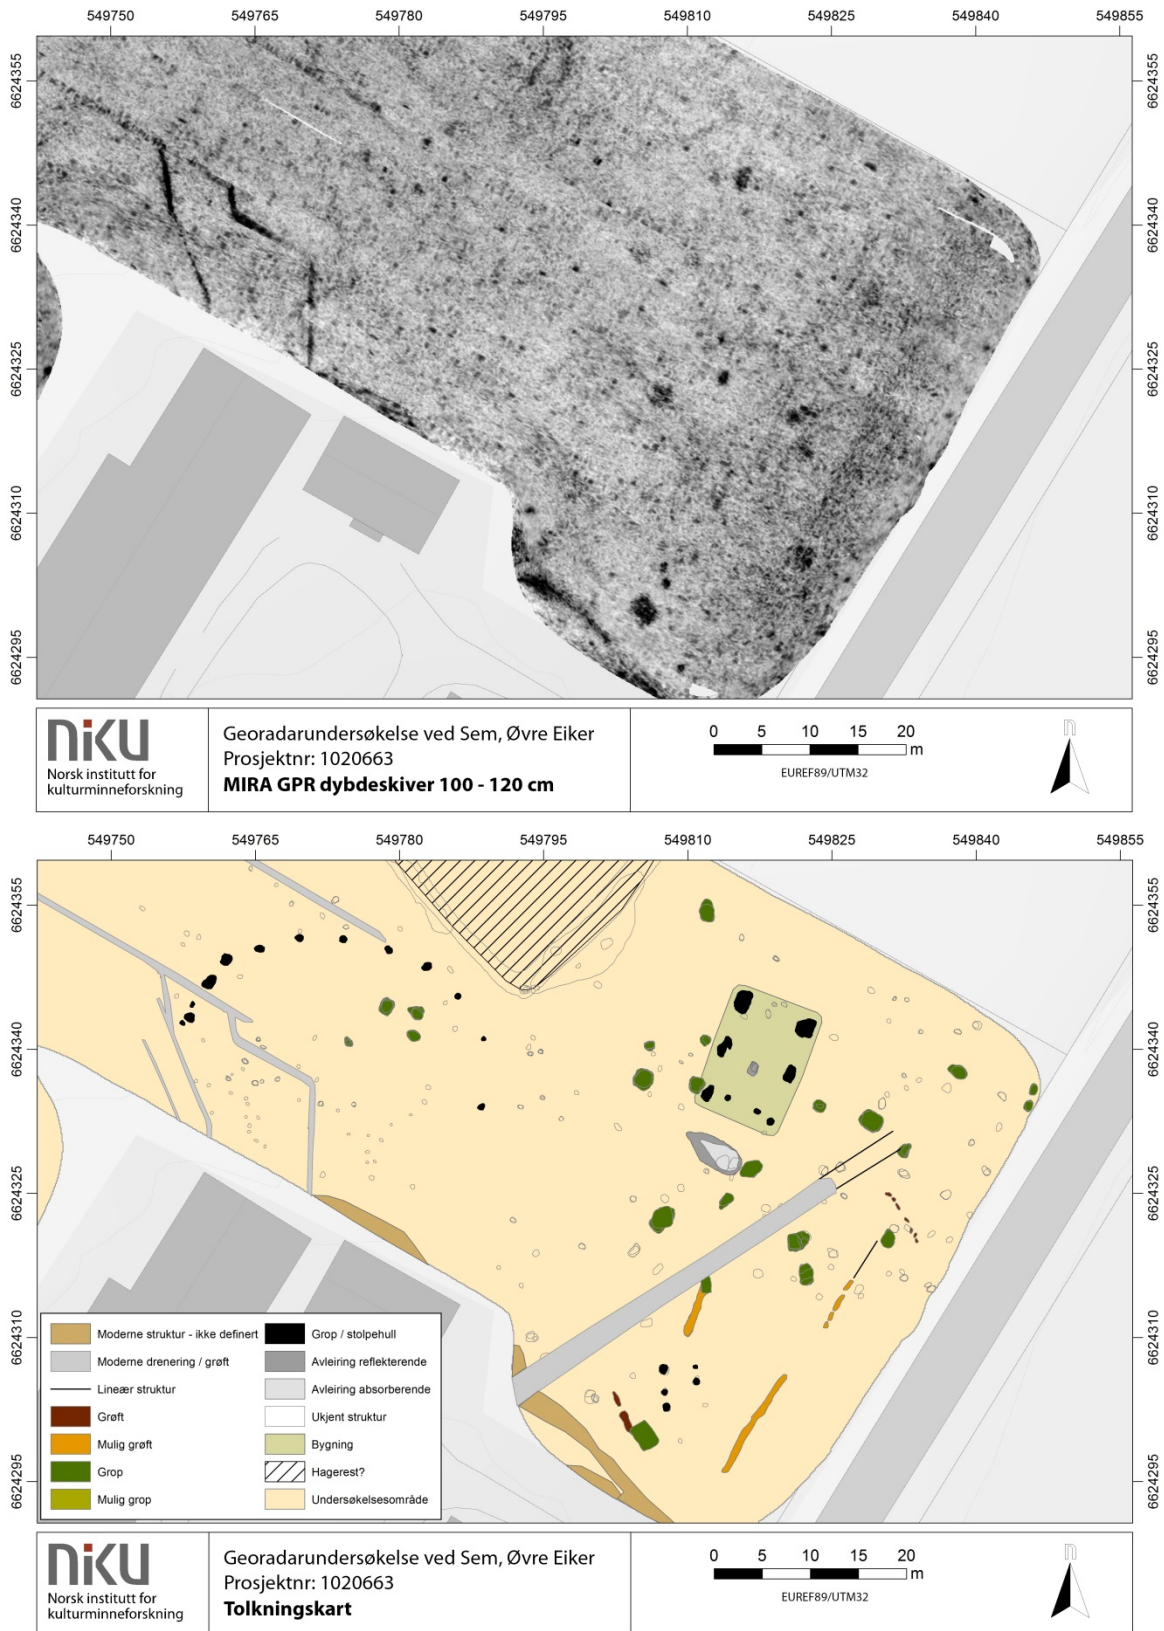 549750 549765 549780 549795 549810 549825 549840 549855
6624355 6624355
6624340 6624340
6624325 6624325
6624310 6624310
6624295 6624295
NIKU
Norsk institutt for
kulturminneforskning
Georadarundersøkelse ved Sem, Øvre Eiker
Prosjektnr: 1020663
MIRA GPR dybdeskiver 100 - 120 cm
0 5 10 15 20
m
EUREF89/UTM32
n
549750 549765 549780 549795 549810 549825 549840 549855
6624355 6624355
6624340 6624340
6624325 6624325
6624310 6624310
6624295 6624295
Moderne struktur - ikke definert
Moderne drenering / grøft
Lineær struktur
Grøft
Mulig grøft
Grop
Mulig grop
Grop / stolpehull
Avleiring reflekterende
Avleiring absorberende
Ukjent struktur
Bygning
Hagerest?
Undersøkelsesområde
NIKU
Norsk institutt for
kulturminneforskning
Georadarundersøkelse ved Sem, Øvre Eiker
Prosjektnr: 1020663
Tolkningskart
0 5 10 15 20
m
EUREF89/UTM32
n